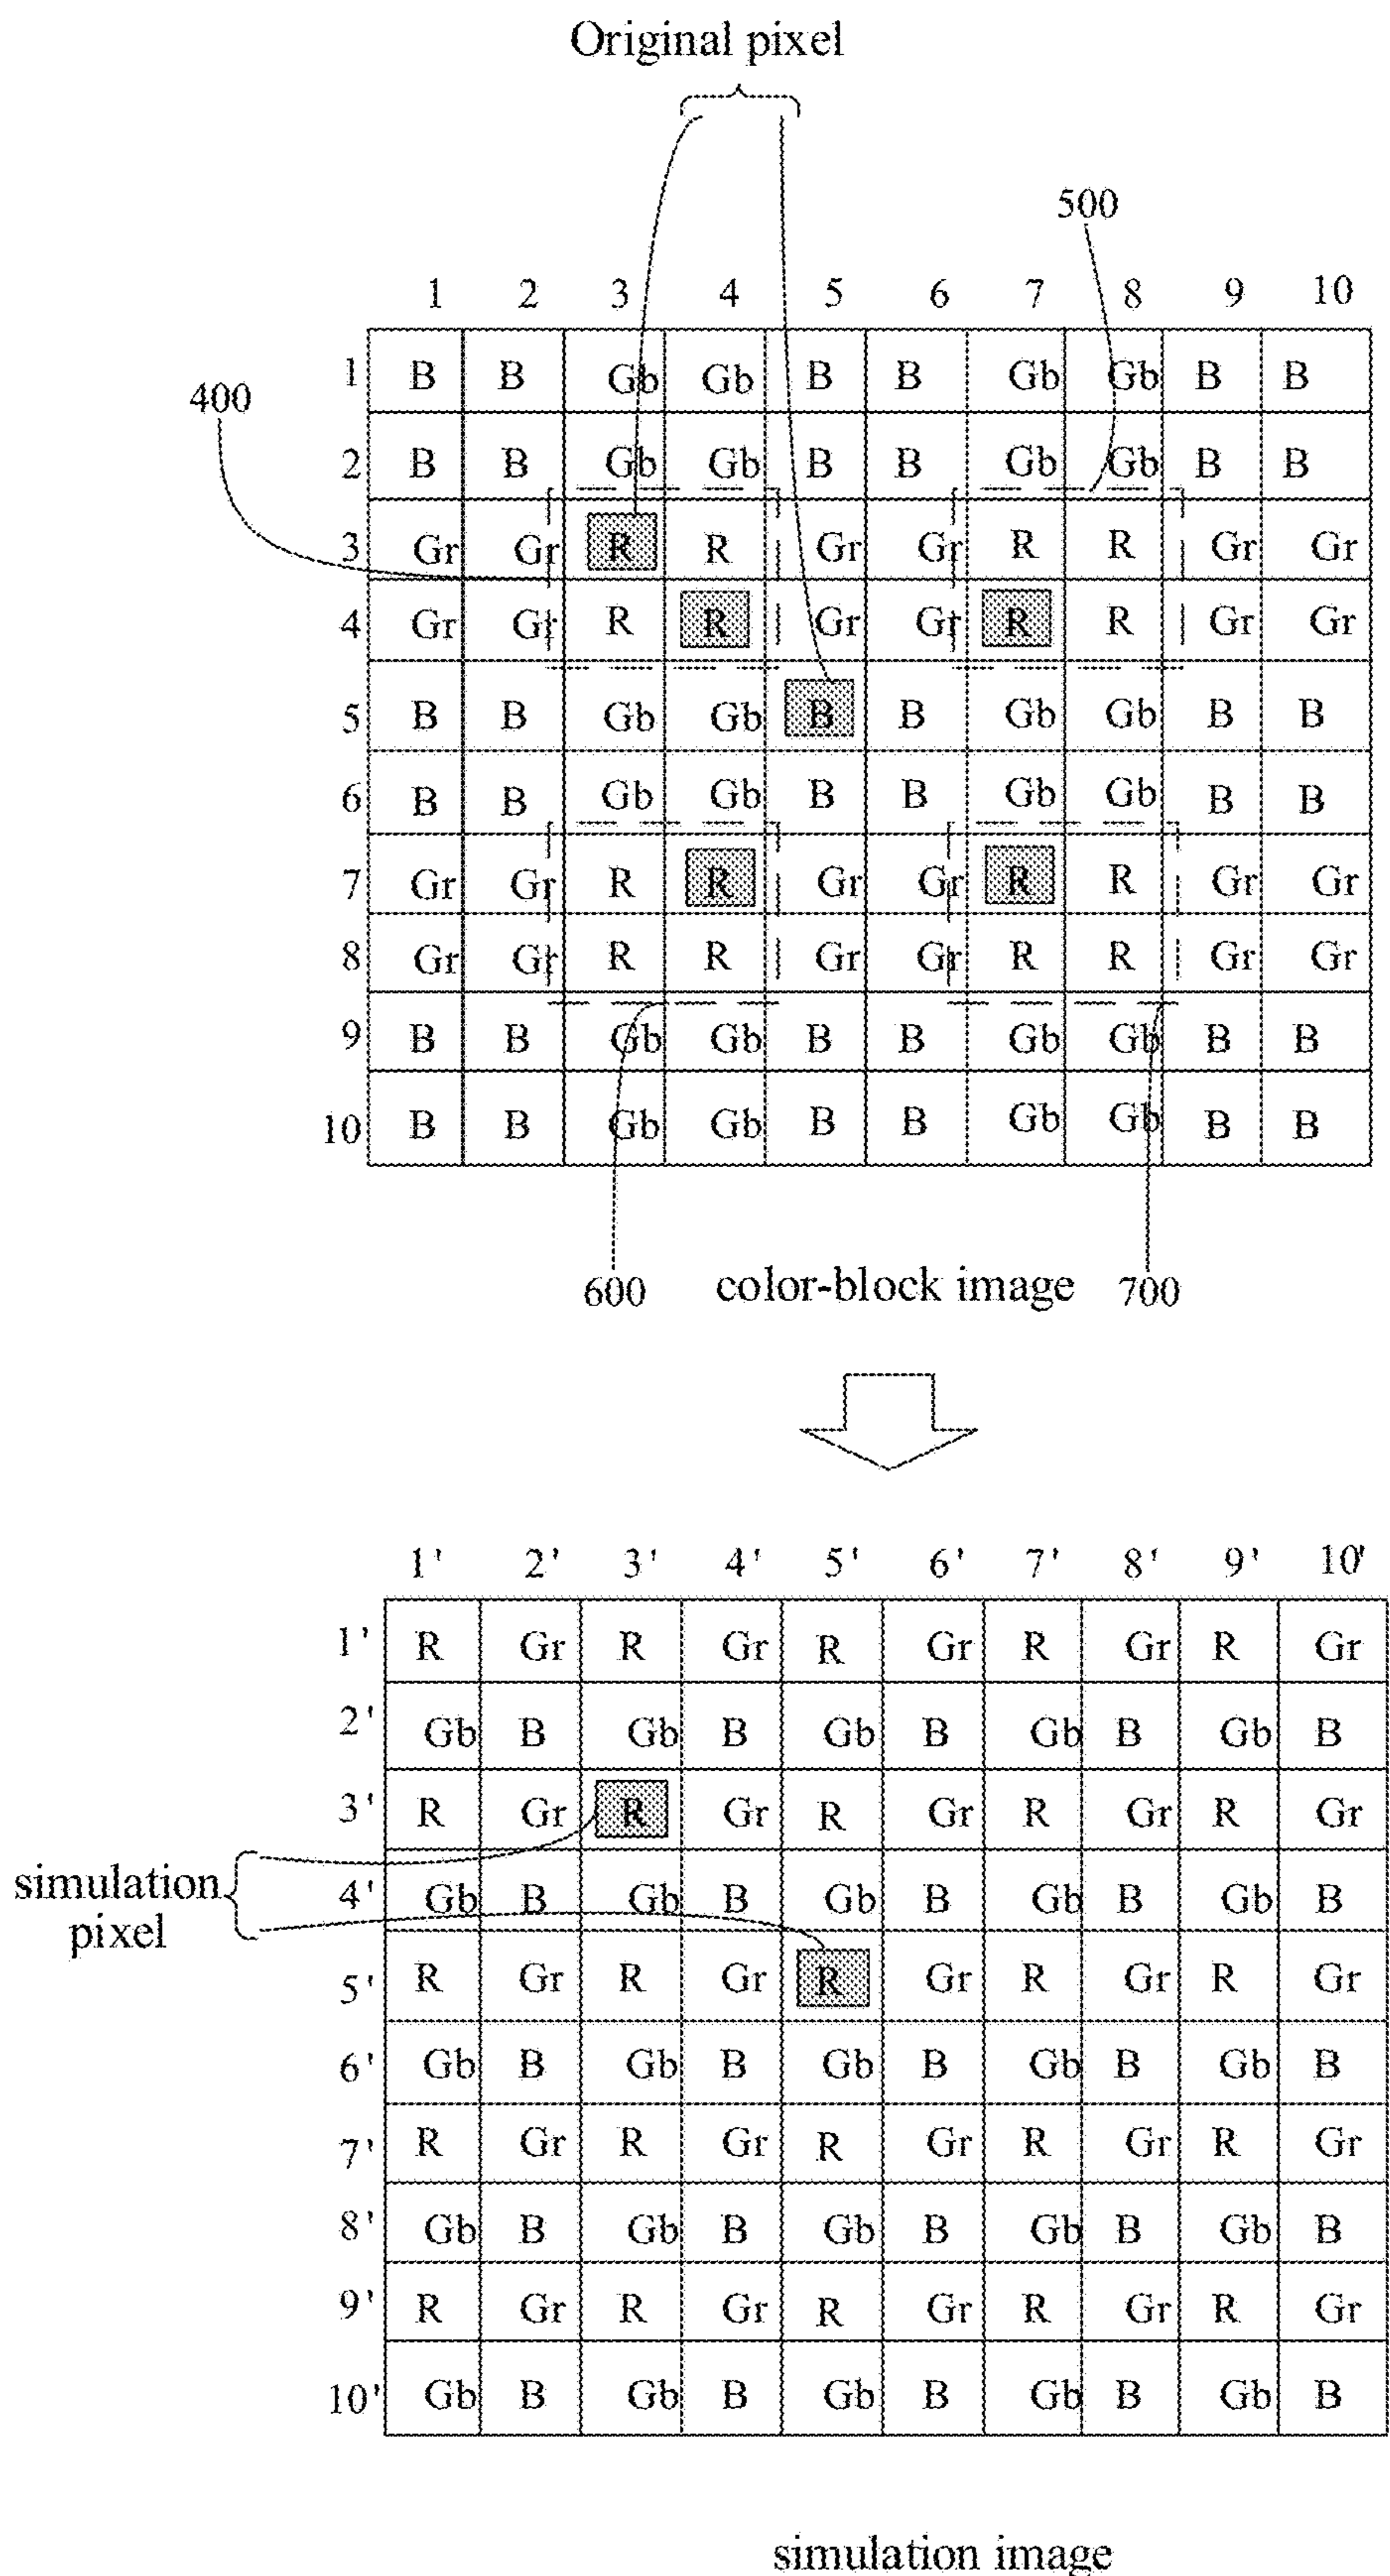 Original pixel
500
1 2 3 4 5 6 7 8 9 10
400
1 B B Gb Gb B B Gb Gb B B
2 B B Gb Gb B B Gb Gb B B
3 Gr Gr R R Gr Gr R R Gr Gr
4 Gr Gr R R Gr Gr R R Gr Gr
5 B B Gb Gb B B Gb Gb B B
6 B B Gb Gb B B Gb Gb B B
7 Gr Gr R R Gr Gr R R Gr Gr
8 Gr Gr R R Gr Gr R R Gr Gr
9 B B Gb Gb B B Gb Gb B B
10 B B Gb Gb B B Gb Gb B B
600 color-block image 700
1' 2' 3' 4' 5' 6' 7' 8' 9' 10'
1' R Gr R Gr R Gr R Gr R Gr
2' Gb B Gb B Gb B Gb B Gb B
3' R Gr R Gr R Gr R Gr R Gr
simulation
pixel
4' Gb B Gb B Gb B Gb B Gb B
5' R Gr R Gr R Gr R Gr R Gr
6' Gb B Gb B Gb B Gb B Gb B
7' R Gr R Gr R Gr R Gr R Gr
8' Gb B Gb B Gb B Gb B Gb B
9' R Gr R Gr R Gr R Gr R Gr
10' Gb B Gb B Gb B Gb B Gb B
simulation image